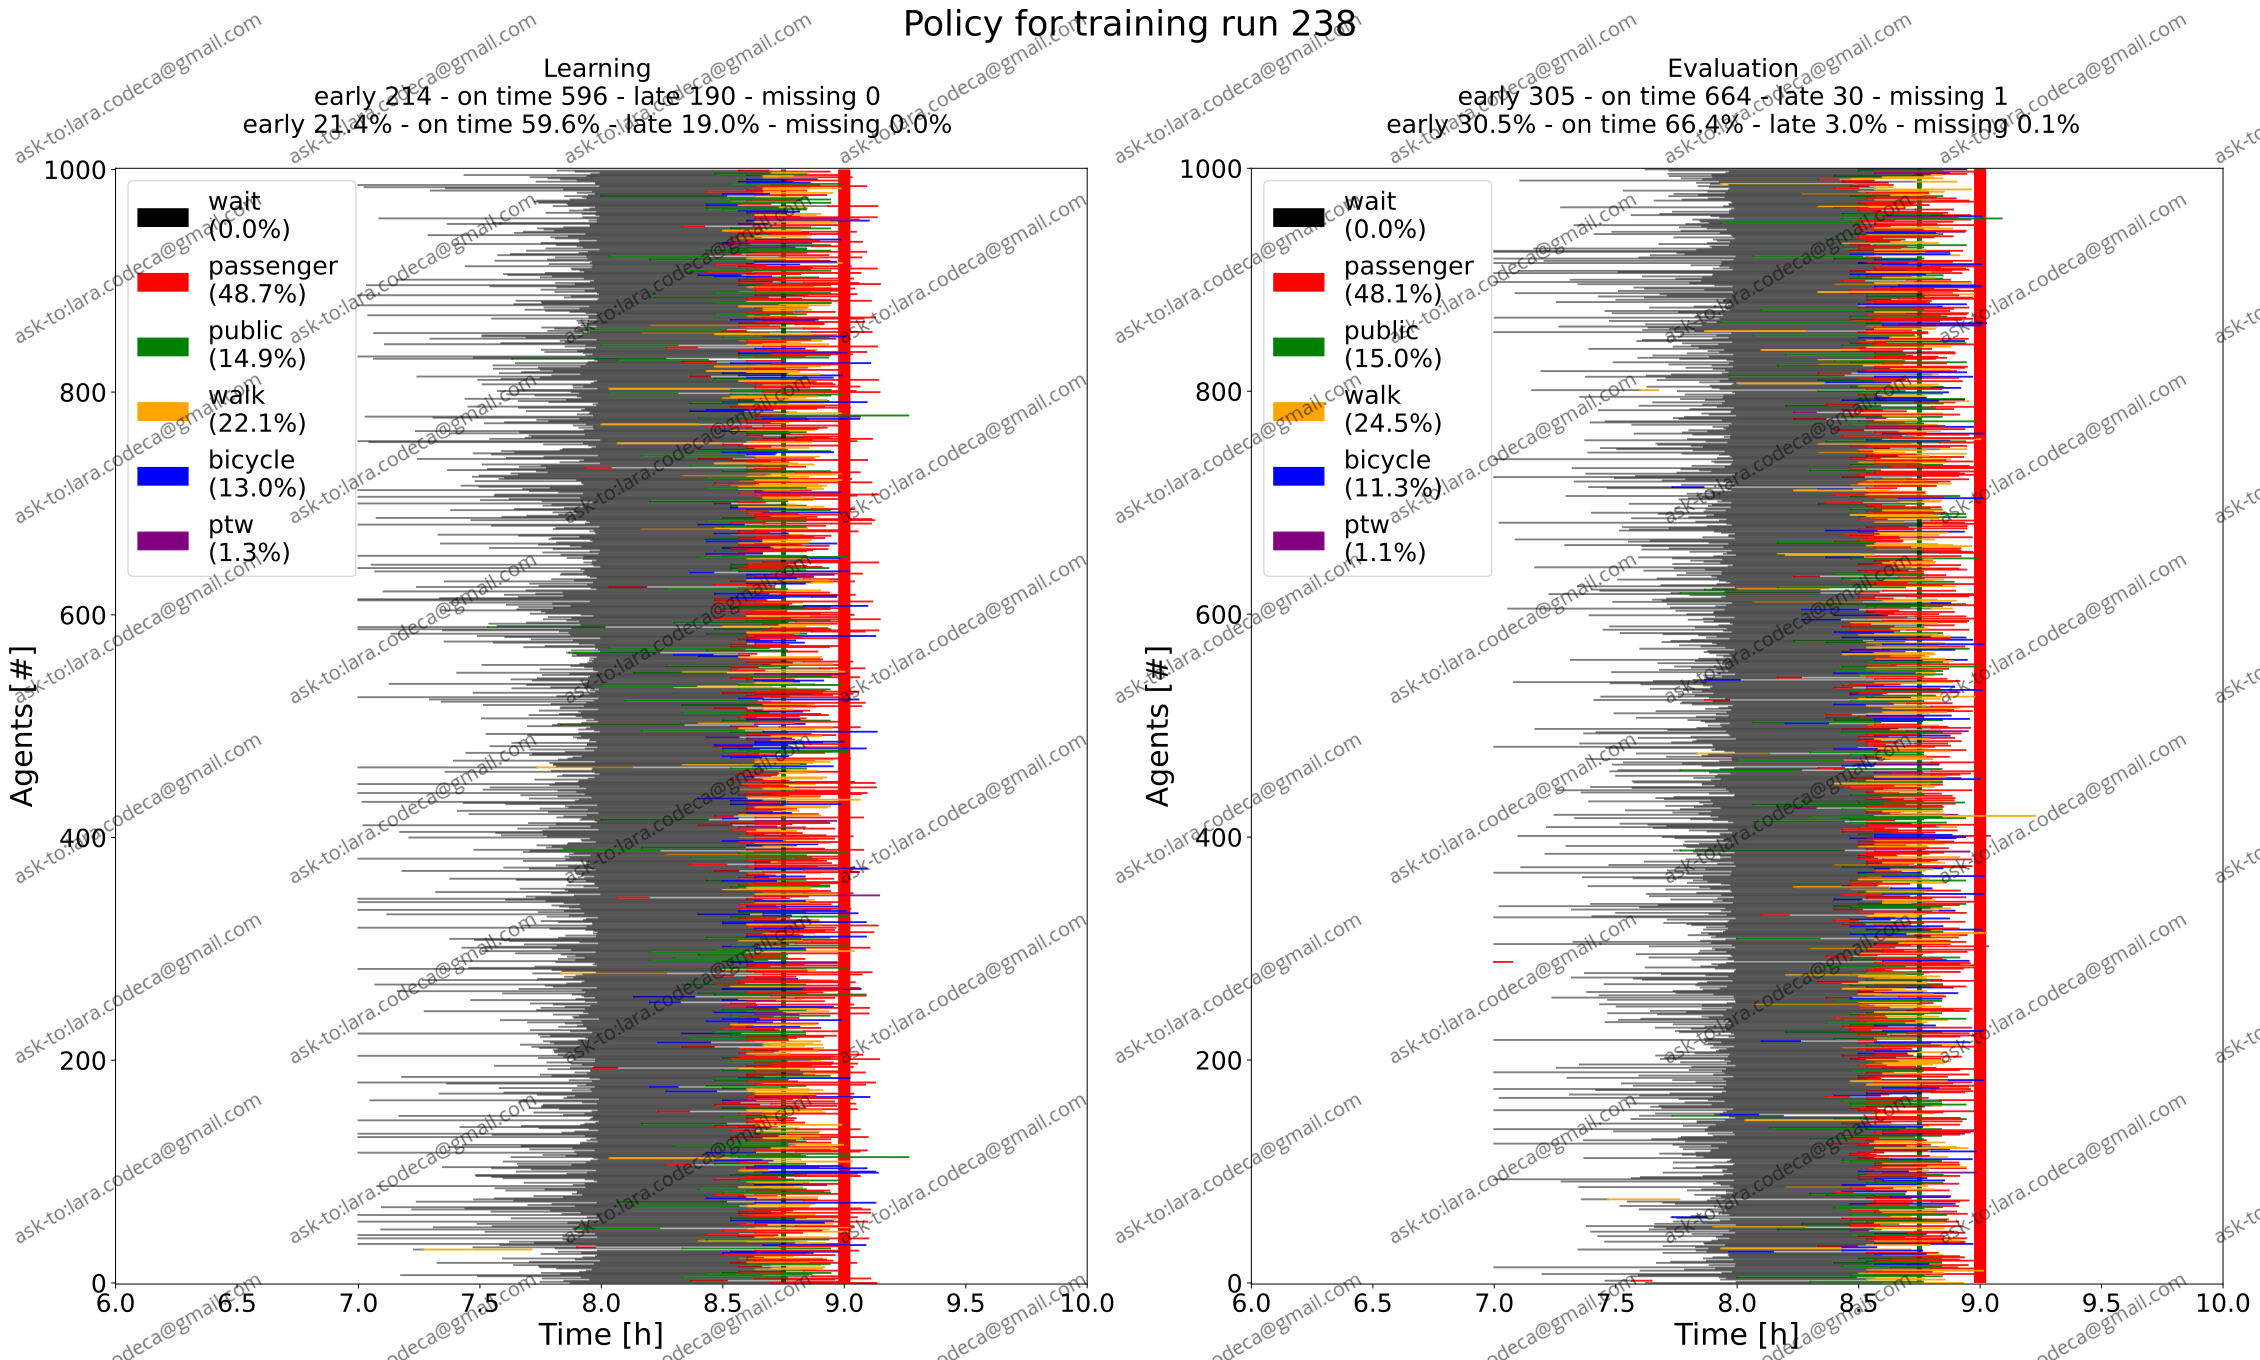 Policy for training run 238
Learning
early 214 - on time 596 - late 190 - missing 0
early 21.4% - on time 59.6% - late 19.0% - missing 0.0%
Evaluation
early 305 - on time 664 - late 30 - missing 1
early 30.5% - on time 66.4% - late 3.0% - missing 0.1%
Agents [#]
1000
800
600
400
200
0
wait
(0.0%)
passenger
(48.7%)
public
(14.9%)
walk
(22.1%)
bicycle
(13.0%)
ptw
(1.3%)
6.0 6.5 7.0 7.5 8.0 8.5 9.0 9.5 10.0
Time [h]
Agents [#]
1000
800
600
400
200
0
wait
(0.0%)
passenger
(48.1%)
public
(15.0%)
walk
(24.5%)
bicycle
(11.3%)
ptw
(1.1%)
6.0 6.5 7.0 7.5 8.0 8.5 9.0 9.5 10.0
Time [h]
ask-to:lara.codeca@gmail.com